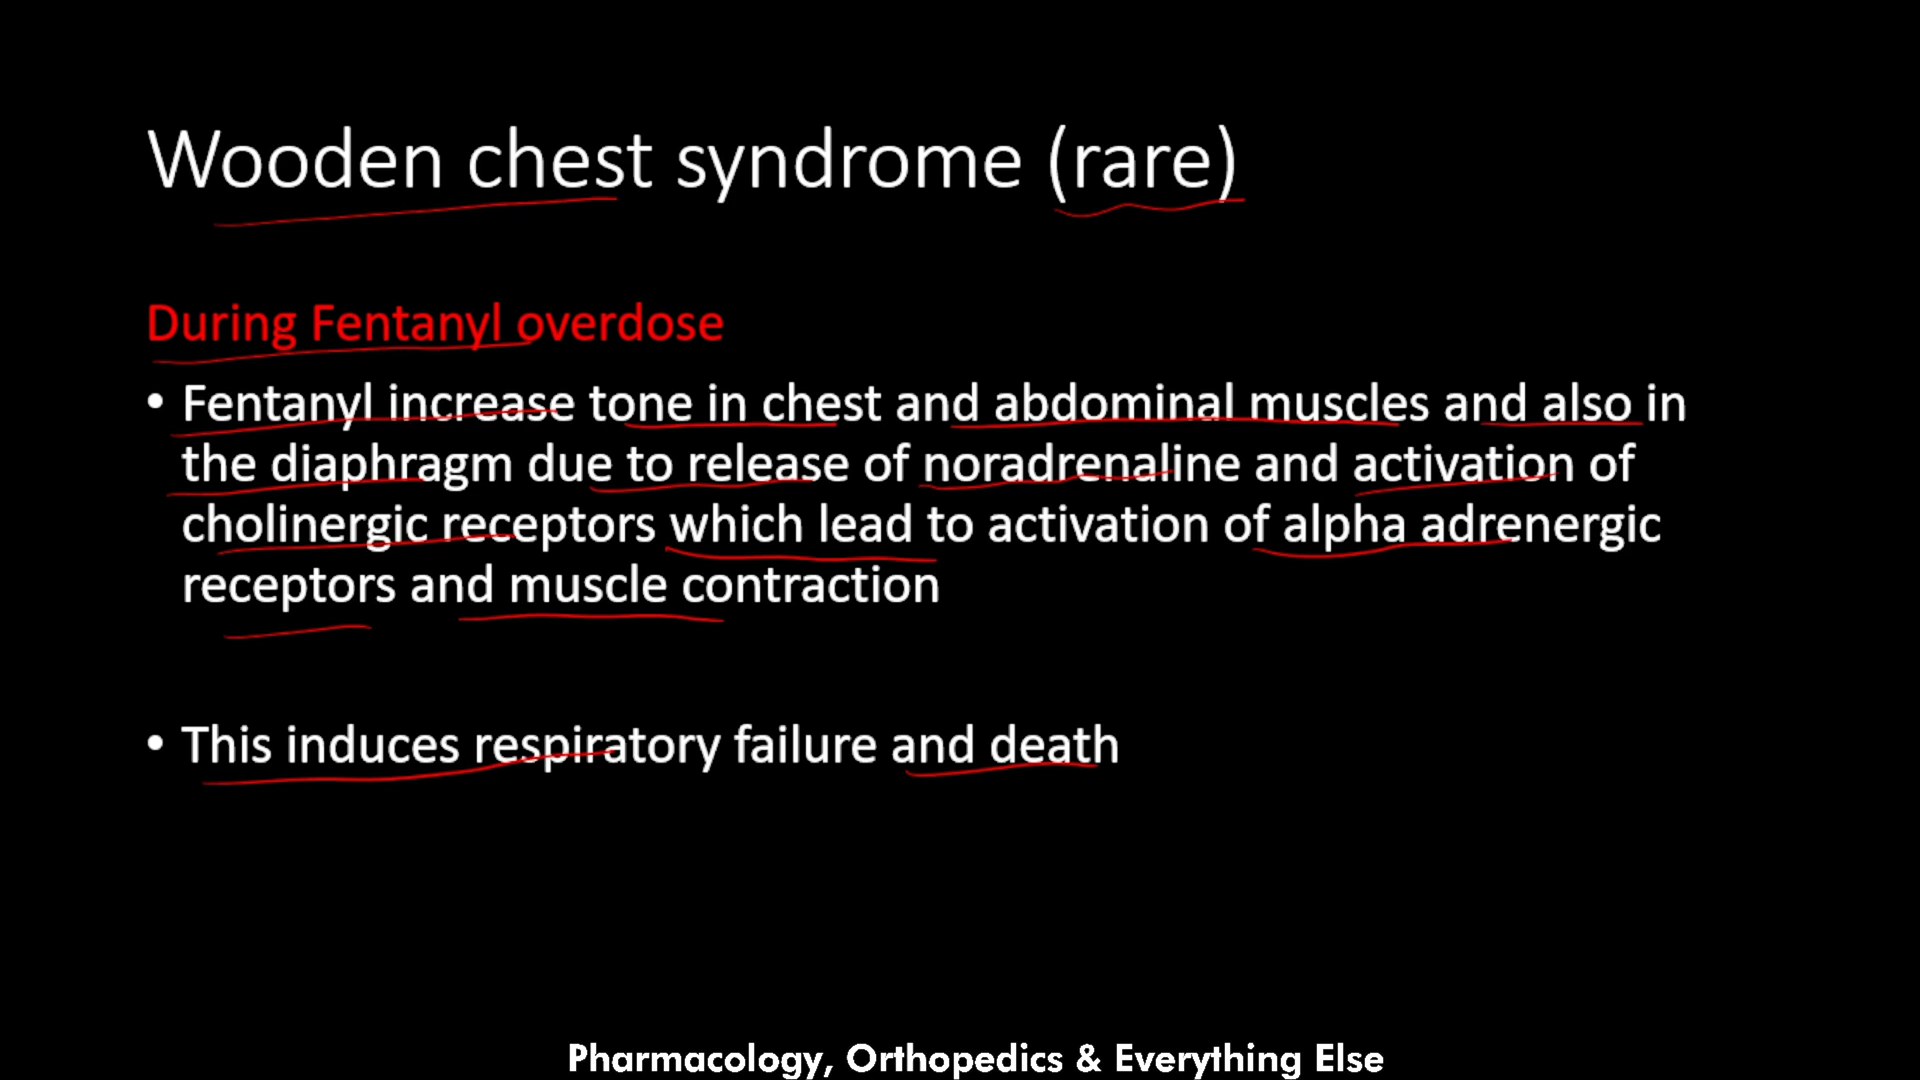 Wooden chest syndrome (rare)
During Fentanyl overdose
• Fentanyl increase tone in chest and abdominal muscles and also in
the diaphragm due to release of noradrenaline and activation of
cholinergic receptors which lead to activation of alpha adrenergic
receptors and muscle contraction
• This induces respiratory failure and death
Pharmacology, Orthopedics & Everything Else